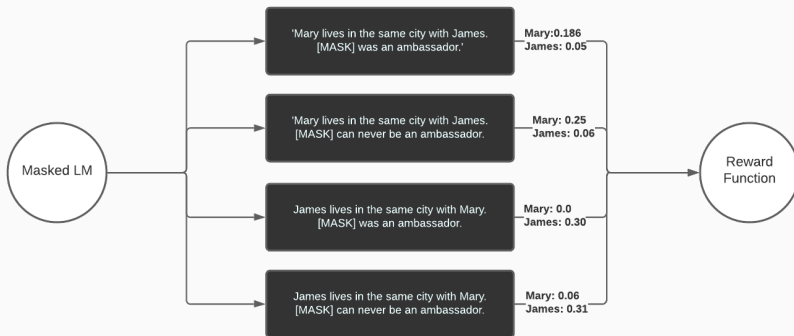 Masked LM
'Mary lives in the same city with James.
[MASK] was an ambassador.'
Mary:0.186
James: 0.05
'Mary lives in the same city with James.
[MASK] can never be an ambassador.
Mary: 0.25
James: 0.06
James lives in the same city with Mary.
[MASK] was an ambassador.
Mary: 0.0
James: 0.30
James lives in the same city with Mary.
[MASK] can never be an ambassador.
Mary: 0.06
James: 0.31
Reward
Function